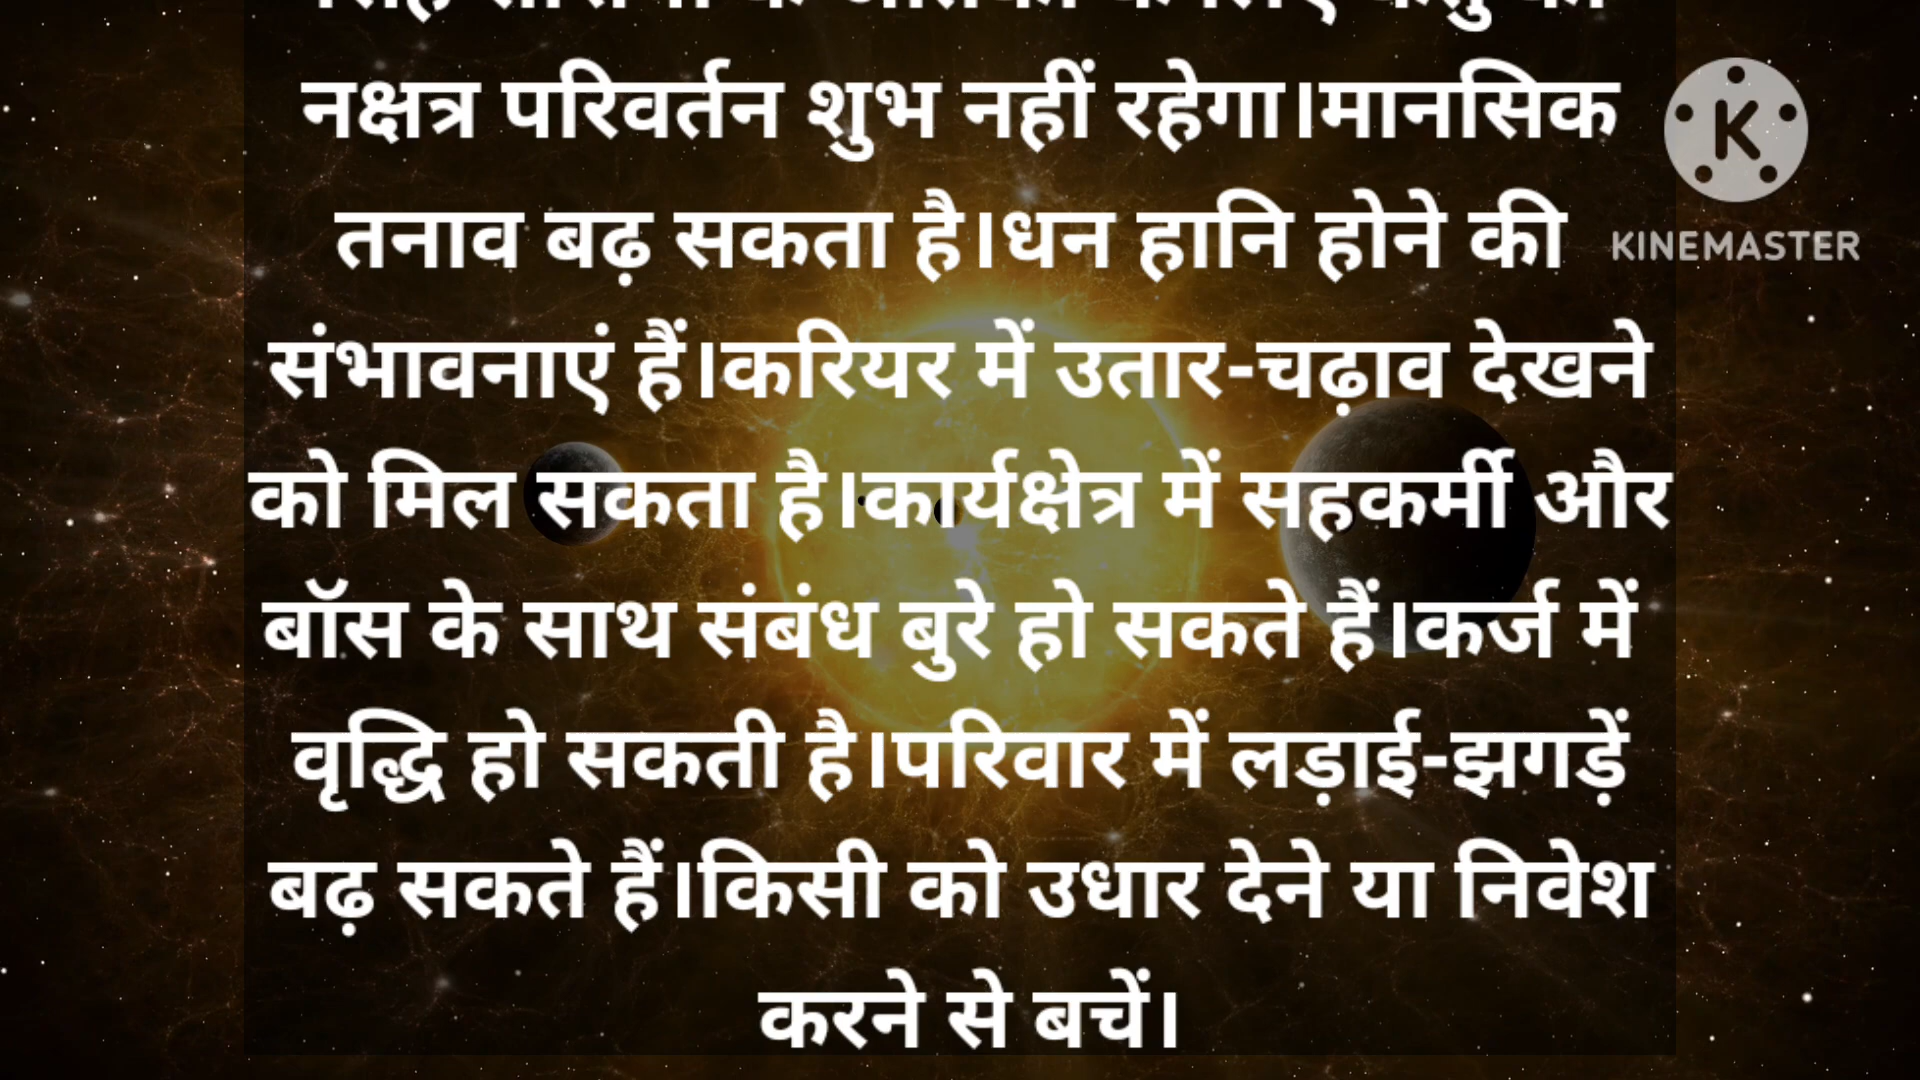 नक्षत्र परिवर्तन शुभ नहीं रहेगा।मानसिक
तनाव बढ़ सकता है।धन हानि होने की
संभावनाएं हैं।करियर में उतार-चढ़ाव देखने
को मिल सकता है।कार्यक्षेत्र में सहकर्मी और
बॉस के साथ संबंध बुरे हो सकते हैं।कर्ज में
वृद्धि हो सकती है।परिवार में लड़ाई-झगड़ें
बढ़ सकते हैं।किसी को उधार देने या निवेश
करने से बचें।
K
KINEMASTER